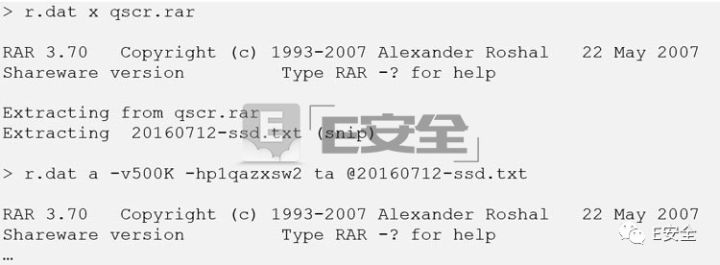 > r.dat x qscr.rar
RAR 3.70 Copyright (c) 1993-2007 Alexander Roshal 22 May 2007
Shareware version Type RAR -? for help
Extracting from qscr.rar
Extracting 20160712-ssd.txt (snip)
E安全
> r.dat a -v500K -hp1qazxsw2 ta @20160712-ssd.txt
RAR 3.70 Copyright (c) 1993-2007 Alexander Roshal 22 May 2007
Shareware version Type RAR -? for help
E安全
…